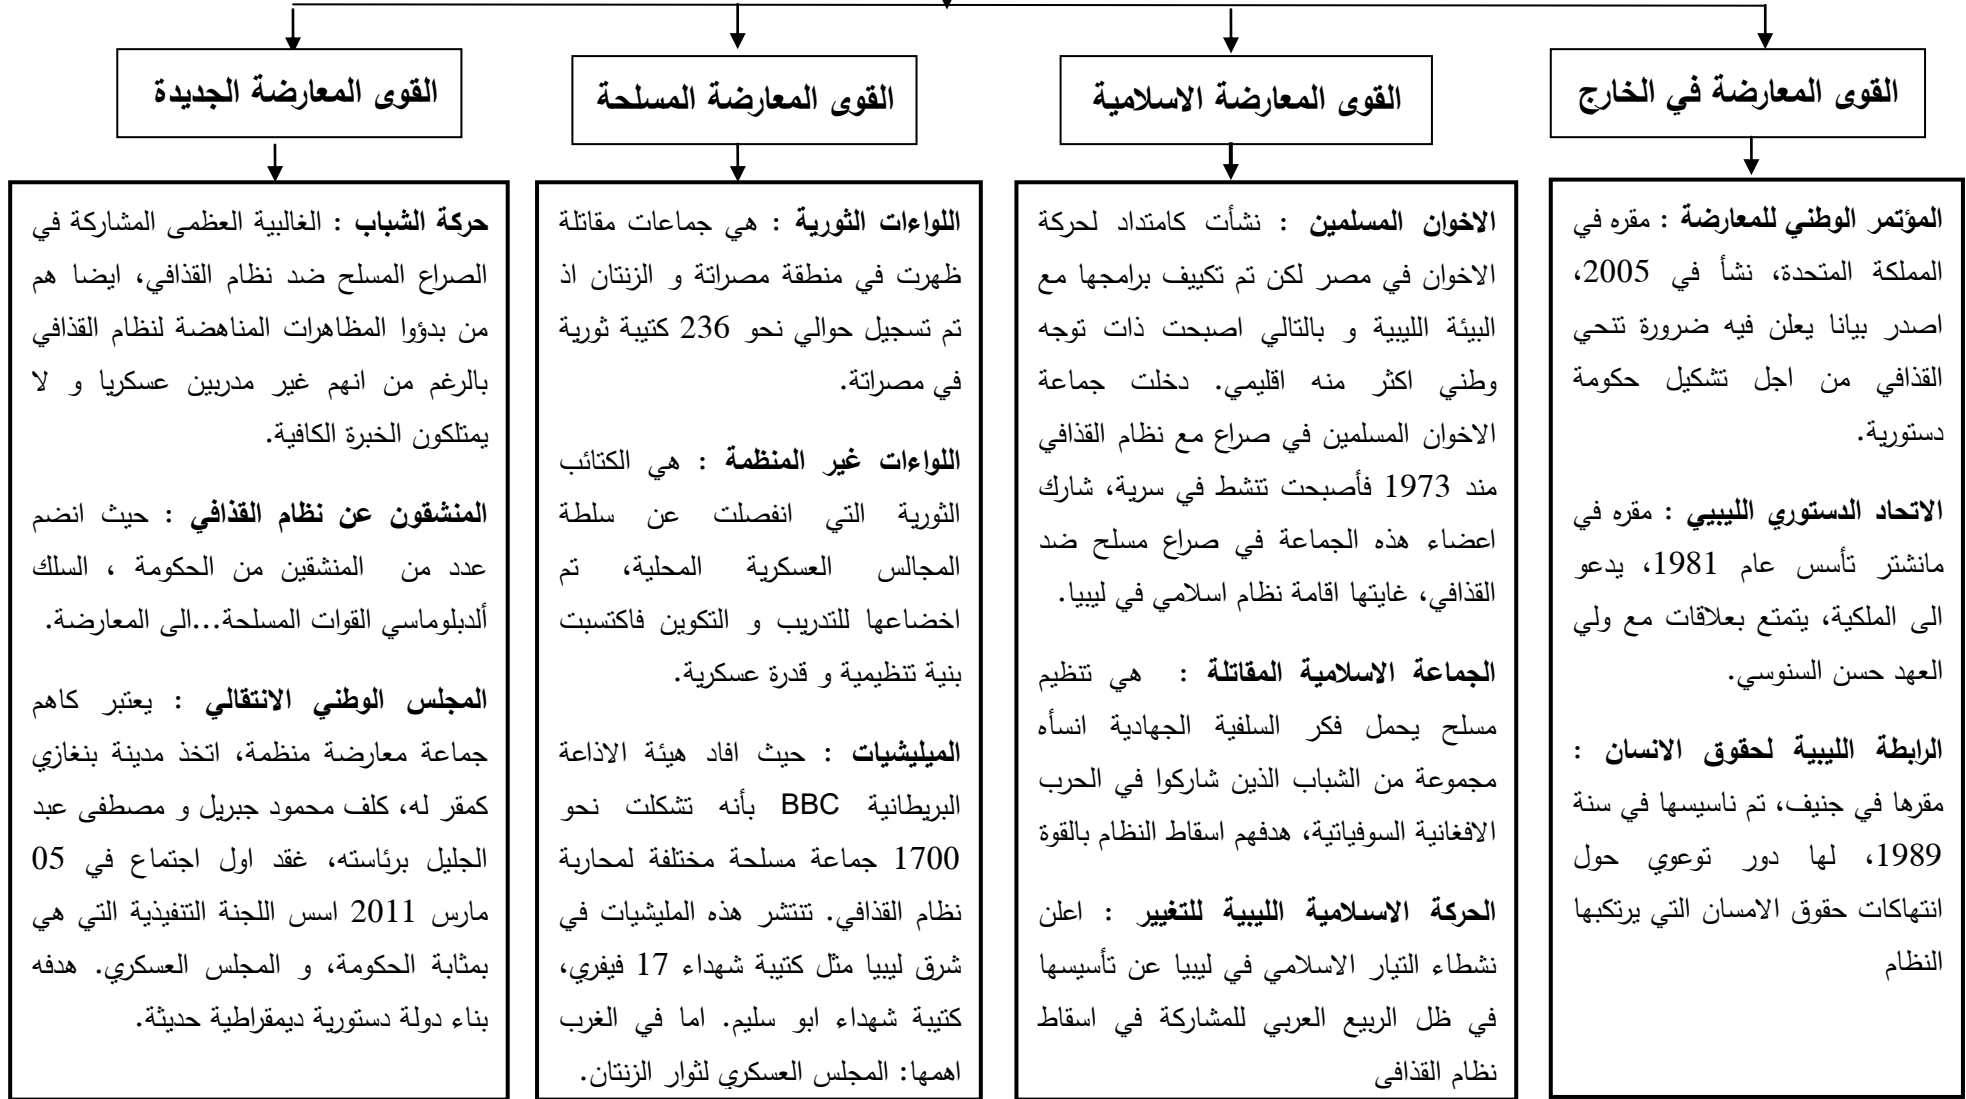 القوى المعارضة في الخارج
القوى المعارضة الاسلامية
القوى المعارضة المسلحة
القوى المعارضة الجديدة
المؤتمر الوطني للمعارضة : مقره في
المملكة المتحدة، نشأ في 2005،
اصدر بيانا يعلن فيه ضرورة تتحي
القذافي من اجل تشكيل حكومة
دستورية.
الاتحاد الدستوري الليبيي : مقره في
مانشتر تأسس عام 1981، يدعو
الى الملكية، يتمتع بعلاقات مع ولي
العهد حسن السنوسي.
الرابطة الليبية لحقوق الانسان :
مقرها في جنيف، تم ناسيسها في سنة
1989، لها دور توعوي حول
انتهاكات حقوق الامسان التي يرتكبها
النظام
الاخوان المسلمين : نشأت كامتداد لحركة
الاخوان في مصر لكن تم تكييف برامجها مع
البيئة الليبية و بالتالي اصبحت ذات توجه
وطني اكثر منه اقليمي. دخلت جماعة
الاخوان المسلمين في صراع مع نظام القذافي
مند 1973 فأصبحت تتشط في سرية، شارك
اعضاء هذه الجماعة في صراع مسلح ضد
القذافي، غايتها اقامة نظام اسلامي في ليبيا.
الجماعة الاسلامية المقاتلة : هي تتظيم
مسلح يحمل فكر السلفية الجهادية انسأه
مجموعة من الشباب الذين شاركوا في الحرب
الافغانية السوفياتية، هدفهم اسقاط النظام بالقوة
الحركة الاسلامية الليبية للتغيير : اعلن
نشطاء التيار الاسلامي في ليبيا عن تأسيسها
في ظل الربيع العربي للمشاركة في اسقاط
نظام القذافى
اللواءات الثورية : هي جماعات مقاتلة
ظهرت في منطقة مصراتة و الزنتان اذ
تم تسجيل حوالي نحو 236 كتيبة ثورية
في مصراتة.
اللواءات غير المنظمة : هي الكتائب
الثورية التي انفصلت عن سلطة
المجالس العسكرية المحلية، تم
اخضاعها للتدريب و التكوين فاكتسبت
بنية تتظيمية و قدرة عسكرية.
الميليشيات : حيث افاد هيئة الاذاعة
البريطانية BBC بأنه تشكلت نحو
1700 جماعة مسلحة مختلفة لمحاربة
نظام القذافي. تتتشر هذه المليشيات في
شرق ليبيا مثل كتيبة شهداء 17 فيفري،
كتيبة شهداء ابو سليم. اما في الغرب
اهمها: المجلس العسكري لثوار الزنتان.
حركة الشباب : الغالبية العظمى المشاركة في
الصراع المسلح ضد نظام القذافي، ايضا هم
من بدؤوا المظاهرات المناهضة لنظام القذافي
بالرغم من انهم غير مدربين عسكريا و لا
يمتلكون الخبرة الكافية.
المنشقون عن نظام القذافي : حيث انضم
عدد من المنشقين من الحكومة ، السلك
ألدبلوماسي القوات المسلحة...الى المعارضة.
المجلس الوطني الانتقالي : يعتبر كاهم
جماعة معارضة منظمة، اتخذ مدينة بنغازي
كمقر له، كلف محمود جبريل و مصطفى عبد
الجليل برئاسته، غقد اول اجتماع في 05
مارس 2011 اسس اللجنة التنفيذية التي هي
بمثابة الحكومة، و المجلس العسكري. هدفه
بناء دولة دستورية ديمقراطية حديثة.